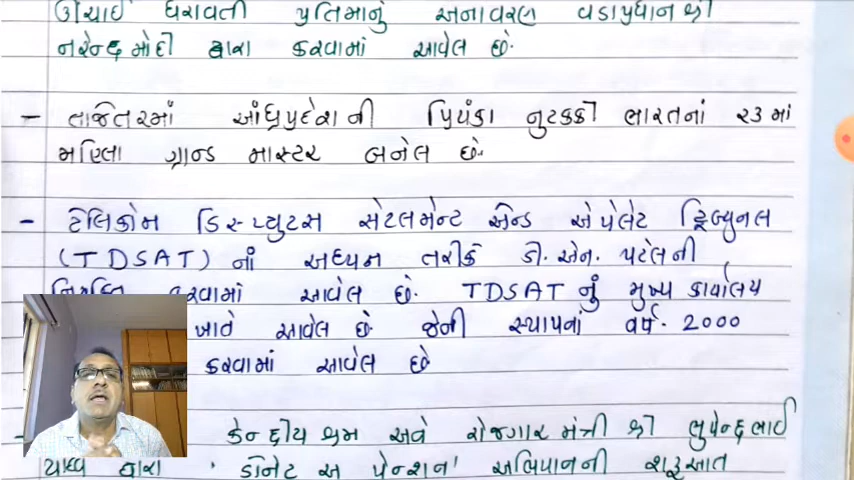 ઉંચાઈ ધરાવતી પ્રતિમાનું અનાવરણ વડાપ્રધાન શ્રી
નરેન્દ્ર મોદી દ્વારા કરવામાં આવેલ છે.
- તાજેતરમાં આંધ્રપ્રદેશની પ્રિયંકા નુટક્કી ભારતનાં ૨૩માં
મહિલા ગ્રાન્ડ માસ્ટર બનેલ છે.
- ટેલિકોમ ડિસ્પ્યુટસ સેટલમેન્ટ એન્ડ એપેલેટ ટ્રિબ્યુનલ
(TDSAT) નાં અધ્યક્ષ તરીકે ડી. એન. પટેલની
કરવામાં આવેલ છે. TDSAT નું મુખ્ય કાર્યાલય
ખાતે આવેલ છે જેની સ્થાપનાં વર્ષ. 2000
કરવામાં આવેલ છે
- કેન્દ્રીય શ્રમ અને રોજગાર મંત્રી શ્રી ભુપેન્દ્રભાઈ
યાદવ દ્વારા 'ડોનેટ અ પેન્શન' અભિયાનની શરૂઆત